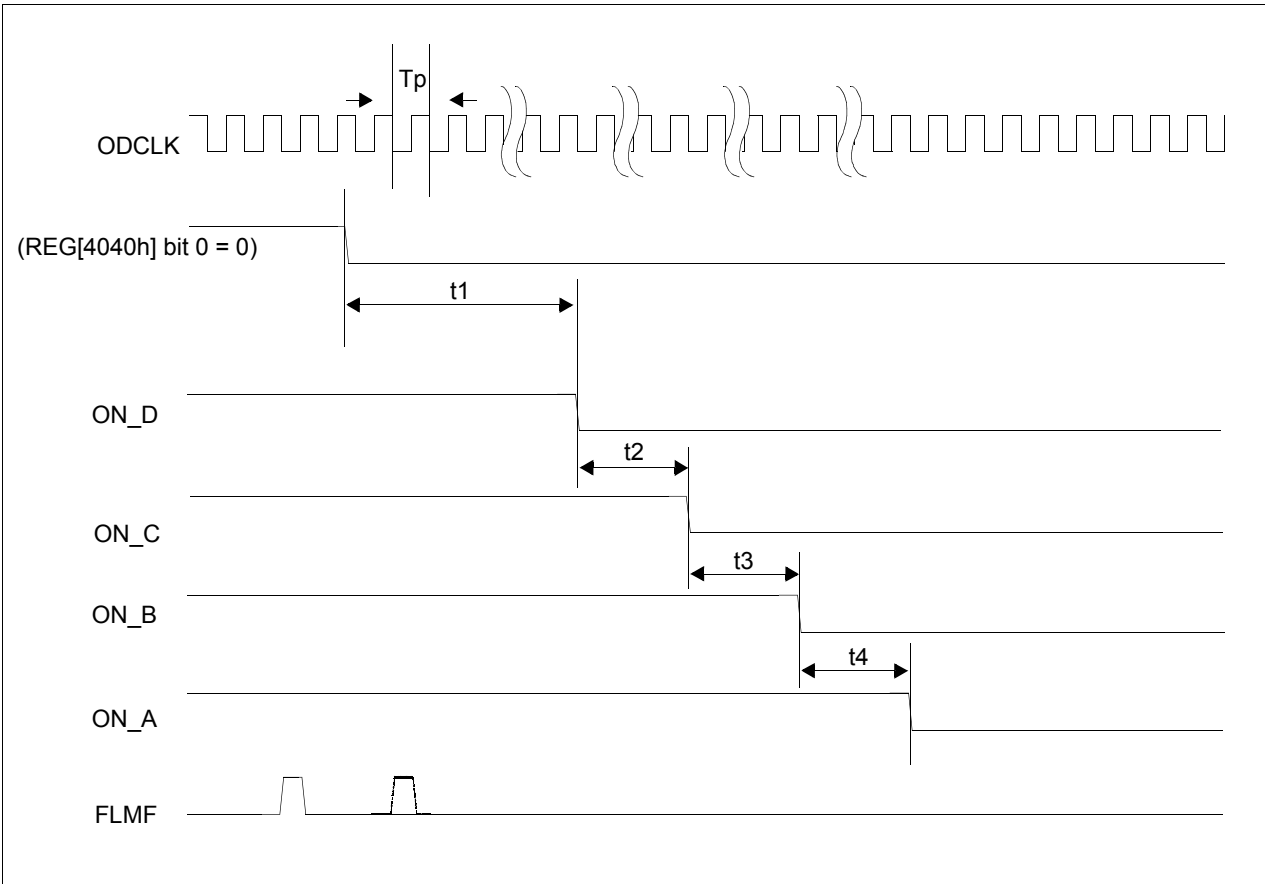 Tp
ODCLK
(REG[4040h] bit 0 = 0)
t1
ON_D
t2
ON_C
t3
ON_B
t4
ON_A
FLMF